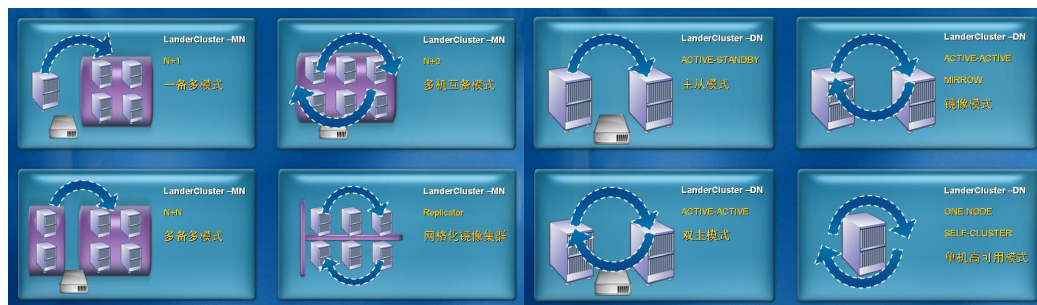 LanderCluster –MN
N+1
一备多模式
LanderCluster –MN
N+0
多机互备模式
LanderCluster –DN
ACTIVE-STANDBY
主从模式
LanderCluster –DN
ACTIVE-ACTIVE
MIRROW
镜像模式
LanderCluster –MN
N+N
多备多模式
LanderCluster –MN
Replicator
网格化镜像集群
LanderCluster –DN
ACTIVE-ACTIVE
双主模式
LanderCluster –DN
ONE NODE
SELF-CLUSTER
单机高可用模式